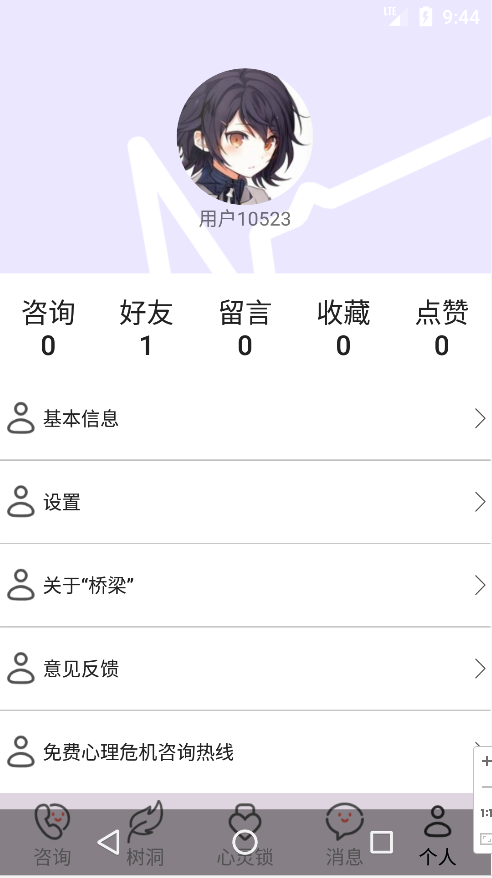 LTE 9:44
用户10523
咨询 好友 留言 收藏 点赞
0 1 0 0 0
基本信息
设置
关于“桥梁”
意见反馈
免费心理危机咨询热线
1:1
咨询 树洞 心灵锁 消息 个人